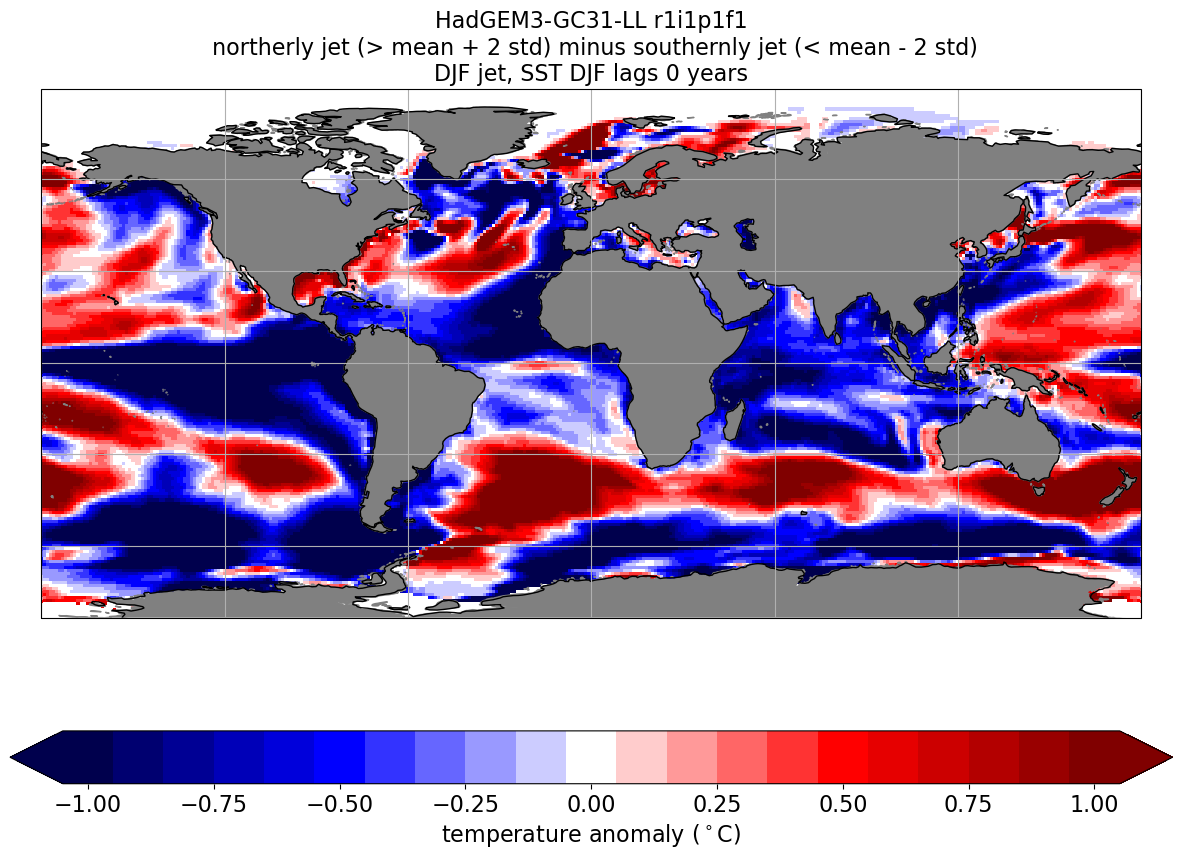 HadGEM3-GC31-LL r1i1p1f1
northerly jet (> mean + 2 std) minus southernly jet (< mean - 2 std)
DJF jet, SST DJF lags 0 years
−1.00 −0.75 −0.50 −0.25 0.00 0.25 0.50 0.75 1.00
temperature anomaly (°C)